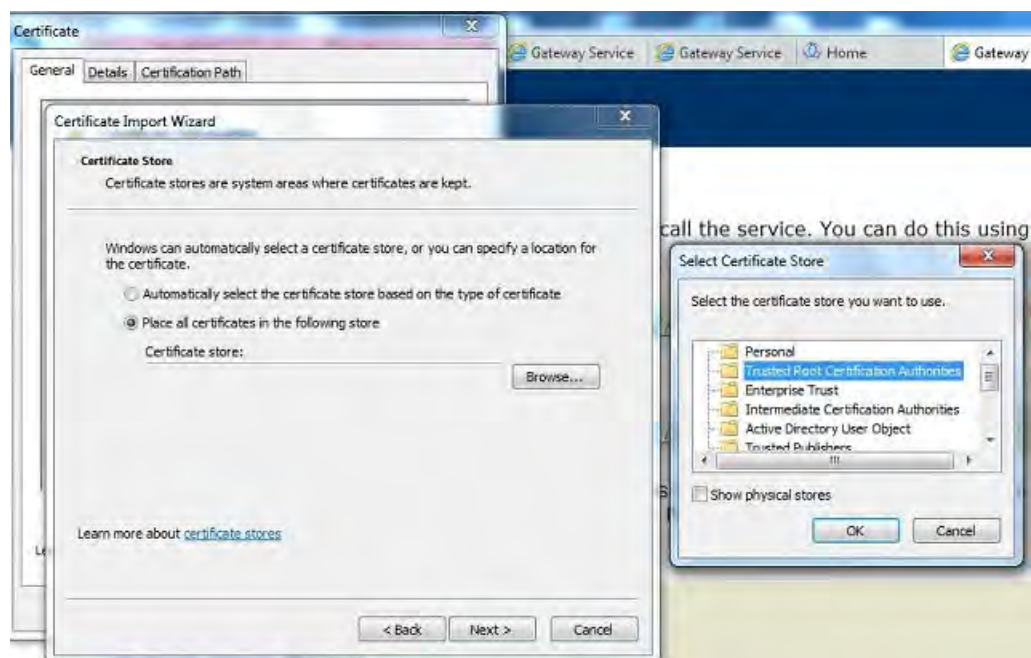 Certificate
General Details Certification Path
Gateway Service Gateway Service Home Gateway
Certificate Import Wizard
Certificate Store
Certificate stores are system areas where certificates are kept.
Windows can automatically select a certificate store, or you can specify a location for
the certificate.
Automatically select the certificate store based on the type of certificate
Place all certificates in the following store
Certificate store:
Browse...
Learn more about certificate stores
< Back Next > Cancel
call the service. You can do this using
Select Certificate Store
Select the certificate store you want to use.
Personal
Trusted Root Certification Authorities
Enterprise Trust
Intermediate Certification Authorities
Active Directory User Object
Trusted Publishers
Show physical stores
OK Cancel